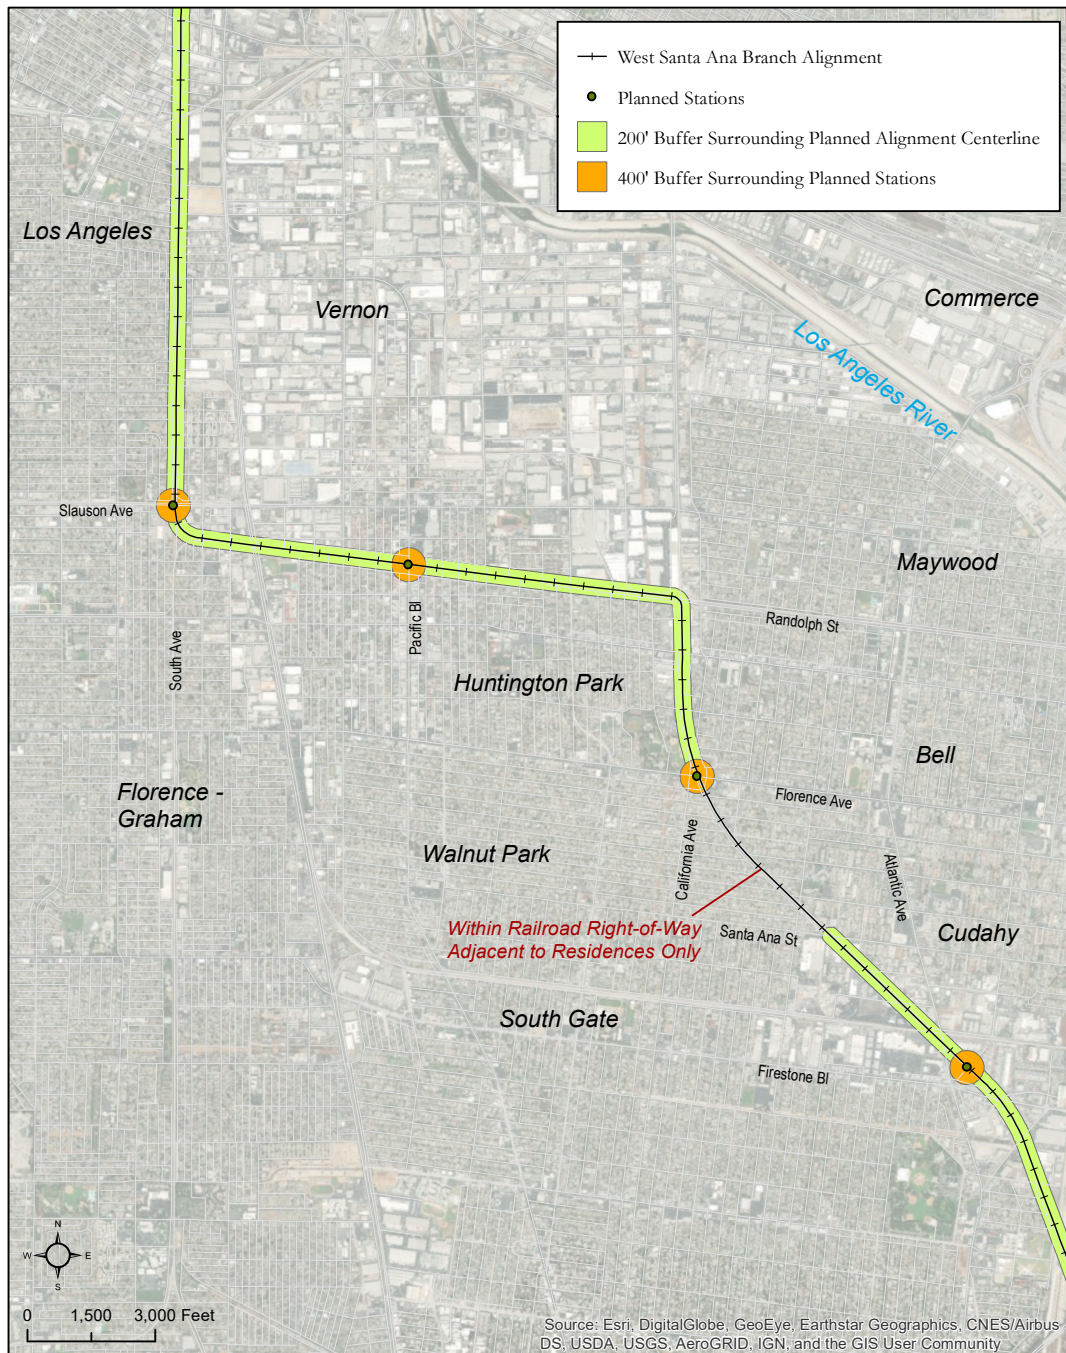 West Santa Ana Branch Alignment
Planned Stations
200' Buffer Surrounding Planned Alignment Centerline
400' Buffer Surrounding Planned Stations
Los Angeles
Vernon
Commerce
Los Angeles River
Slauson Ave
Maywood
Randolph St
Pacific Bl
South Ave
Huntington Park
Bell
Florence -
Graham
Florence Ave
Walnut Park
California Ave
Atlantic Ave
Within Railroad Right-of-Way
Adjacent to Residences Only
Santa Ana St
Cudahy
South Gate
Firestone Bl
N
W
E
S
0 1,500 3,000 Feet
Source: Esri, DigitalGlobe, GeoEye, Earthstar Geographics, CNES/Airbus
DS, USDA, USGS, AeroGRID, IGN, and the GIS User Community